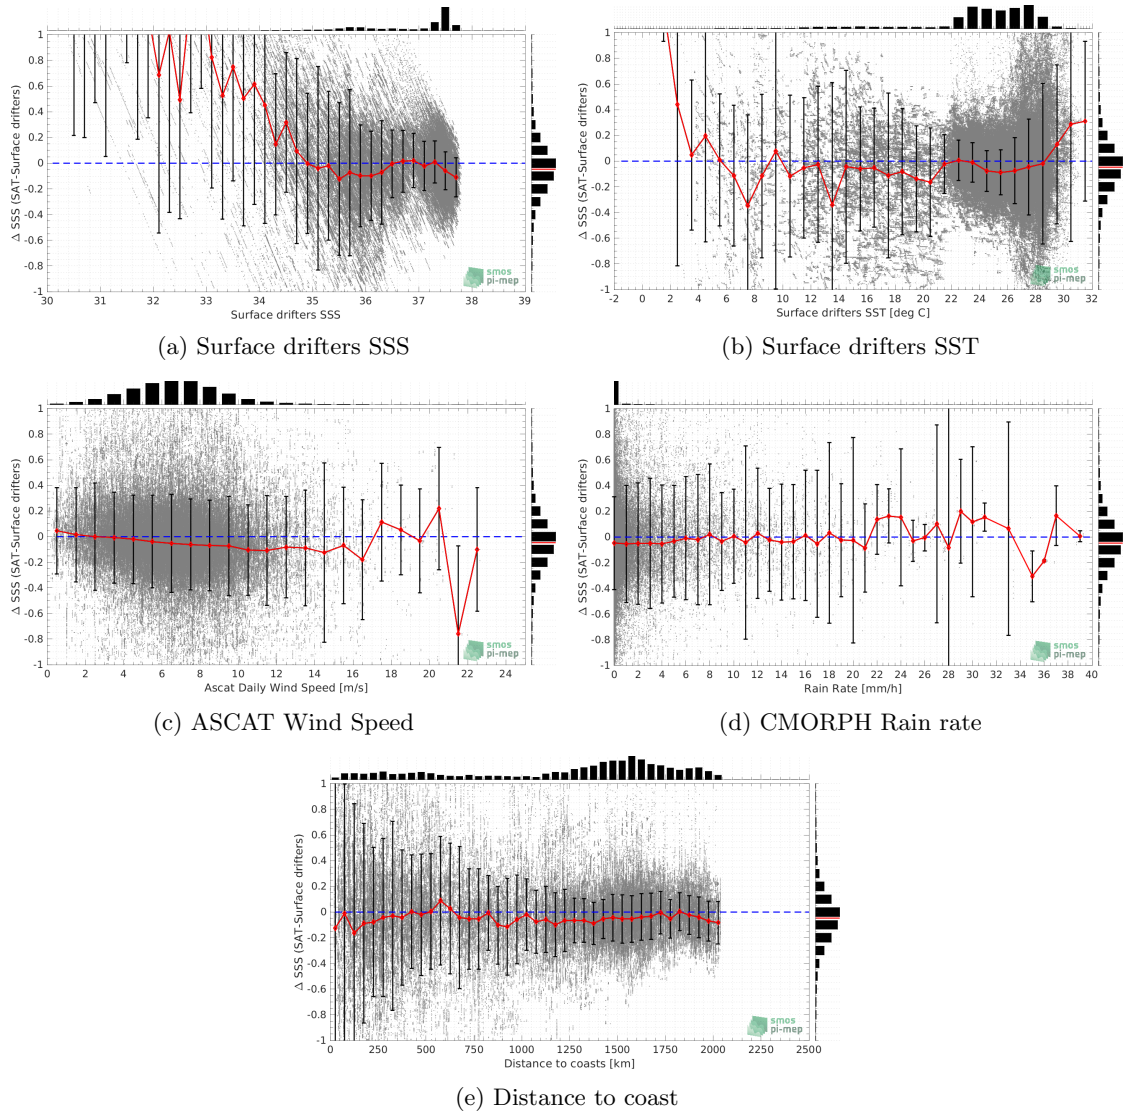 Δ SSS (SAT-Surface drifters)
1
0.8
0.6
0.4
0.2
0
-0.2
-0.4
-0.6
-0.8
-1
30 31 32 33 34 35 36 37 38 39
Surface drifters SSS
smos
pi-mep
(a) Surface drifters SSS
Δ SSS (SAT-Surface drifters)
1
0.8
0.6
0.4
0.2
0
-0.2
-0.4
-0.6
-0.8
-1
-2 0 2 4 6 8 10 12 14 16 18 20 22 24 26 28 30 32
Surface drifters SST [deg C]
smos
pi-mep
(b) Surface drifters SST
Δ SSS (SAT-Surface drifters)
1
0.8
0.6
0.4
0.2
0
-0.2
-0.4
-0.6
-0.8
-1
0 2 4 6 8 10 12 14 16 18 20 22 24
Ascat Daily Wind Speed [m/s]
smos
pi-mep
(c) ASCAT Wind Speed
Δ SSS (SAT-Surface drifters)
1
0.8
0.6
0.4
0.2
0
-0.2
-0.4
-0.6
-0.8
-1
0 2 4 6 8 10 12 14 16 18 20 22 24 26 28 30 32 34 36 38 40
Rain Rate [mm/h]
smos
pi-mep
(d) CMORPH Rain rate
Δ SSS (SAT-Surface drifters)
1
0.8
0.6
0.4
0.2
0
-0.2
-0.4
-0.6
-0.8
-1
0 250 500 750 1000 1250 1500 1750 2000 2250 2500
Distance to coasts [km]
smos
pi-mep
(e) Distance to coast